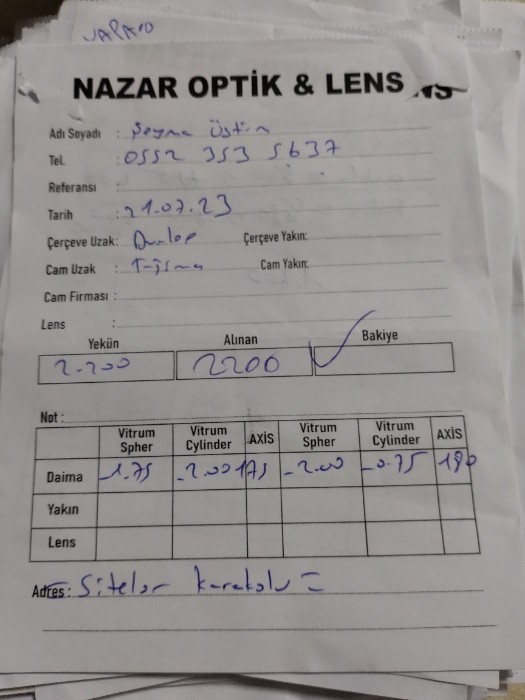 YAPARO
NAZAR OPTİK & LENS NS
Adı Soyadı : Şeyma Üstün
Tel. : 0552 353 5637
Referansı :
Tarih : 21.07.23
Çerçeve Uzak: Dunlop Çerçeve Yakın:
Cam Uzak : Cam Yakın:
Cam Firması :
Lens :
Yekün Alınan Bakiye
2.200 2200
Not :
Vitrum Spher Vitrum Cylinder AXİS Vitrum Spher Vitrum Cylinder AXİS
Daima -1.75 -2.00 175 -2.00 -0.75 180
Yakın
Lens
Adres : Siteler karakolu